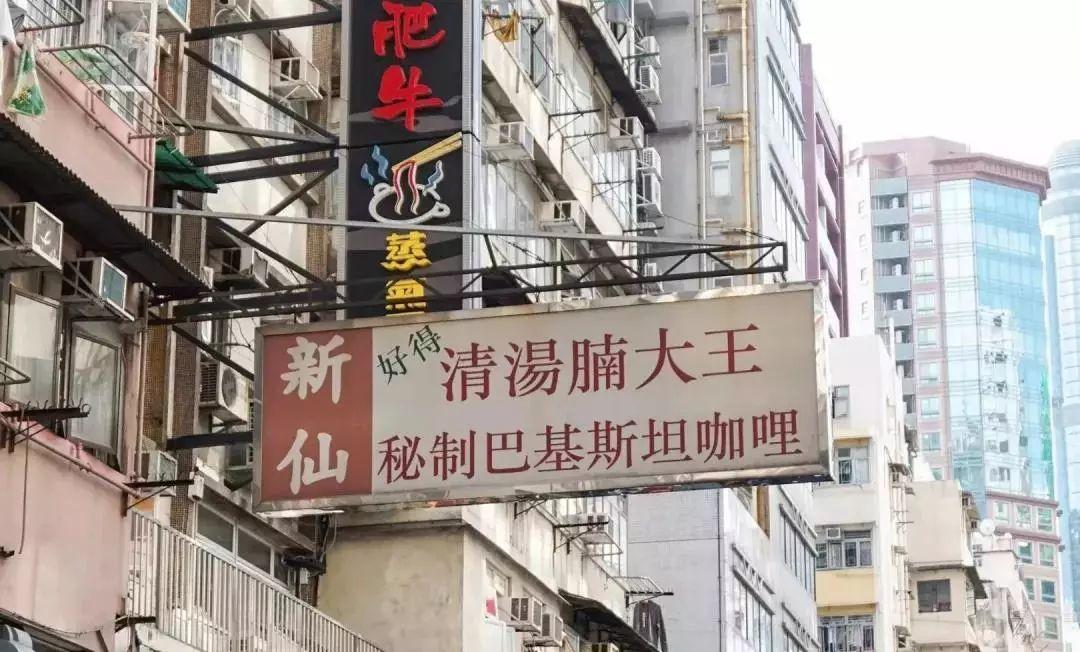 肥牛
蒸氣
新仙
好得
清湯腩大王
秘制巴基斯坦咖哩